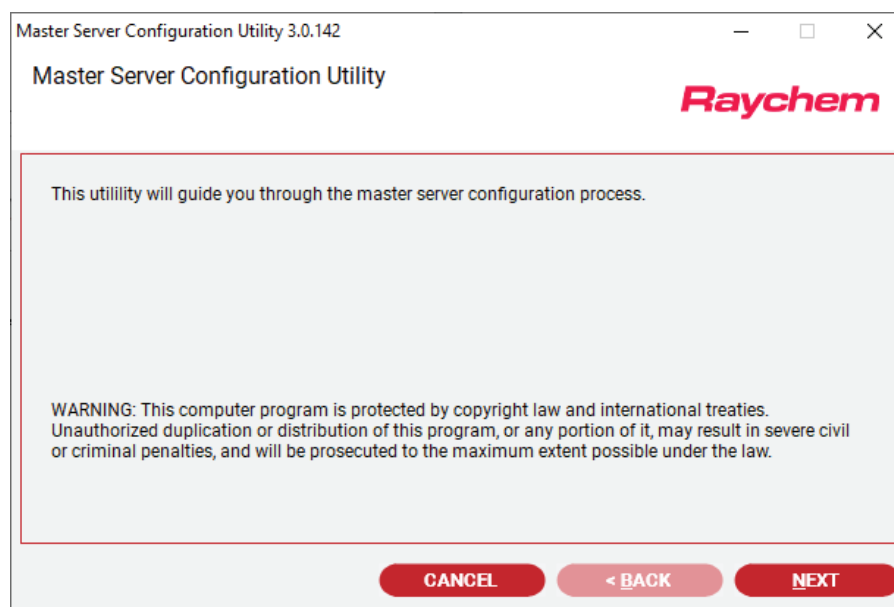 Master Server Configuration Utility 3.0.142
Master Server Configuration Utility
Raychem
This utilility will guide you through the master server configuration process.
WARNING: This computer program is protected by copyright law and international treaties.
Unauthorized duplication or distribution of this program, or any portion of it, may result in severe civil
or criminal penalties, and will be prosecuted to the maximum extent possible under the law.
CANCEL < BACK NEXT